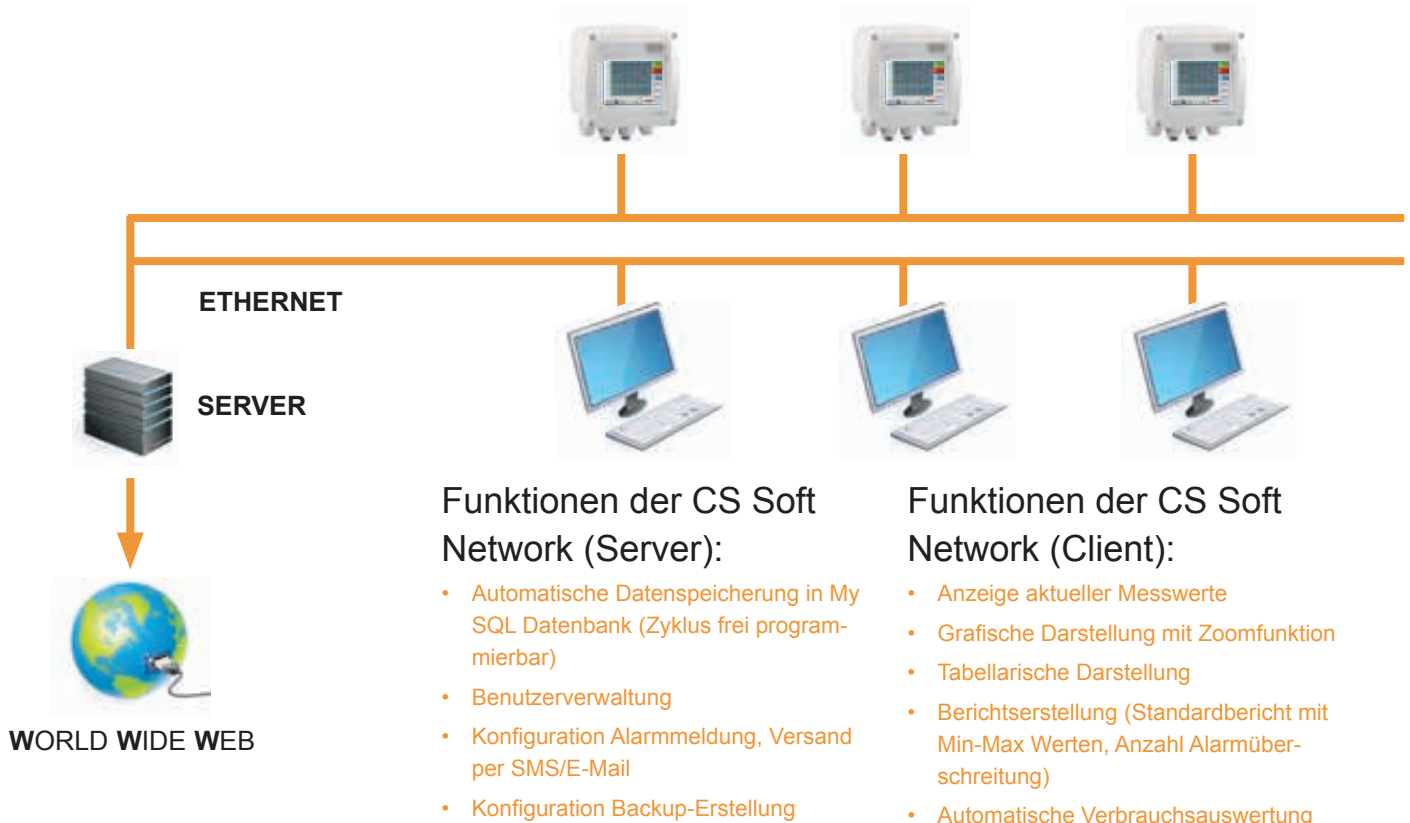 ETHERNET
SERVER
WORLD WIDE WEB
Funktionen der CS Soft
Network (Server):
• Automatische Datenspeicherung in My
SQL Datenbank (Zyklus frei program-
mierbar)
• Benutzerverwaltung
• Konfiguration Alarmmeldung, Versand
per SMS/E-Mail
• Konfiguration Backup-Erstellung
Funktionen der CS Soft
Network (Client):
• Anzeige aktueller Messwerte
• Grafische Darstellung mit Zoomfunktion
• Tabellarische Darstellung
• Berichtserstellung (Standardbericht mit
Min-Max Werten, Anzahl Alarmüber-
schreitung)
• Automatische Verbrauchsauswertung